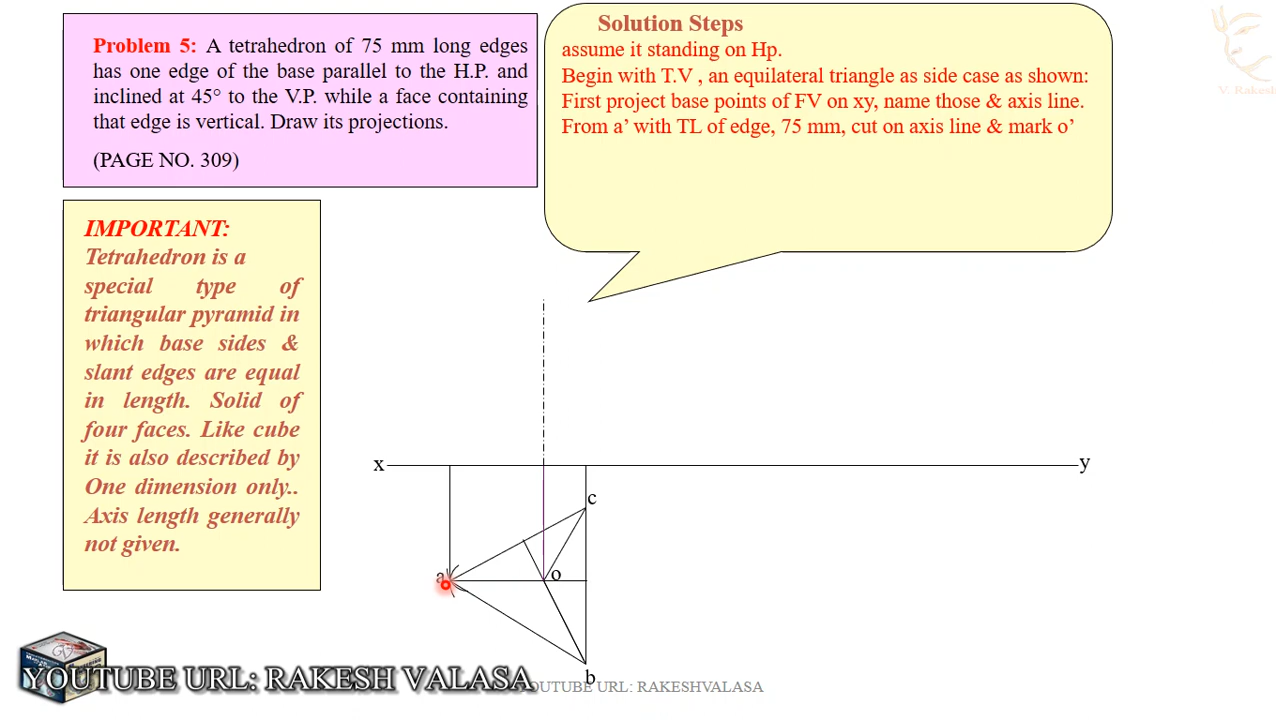 Problem 5: A tetrahedron of 75 mm long edges
has one edge of the base parallel to the H.P. and
inclined at 45° to the V.P. while a face containing
that edge is vertical. Draw its projections.
(PAGE NO. 309)
Solution Steps
assume it standing on Hp.
Begin with T.V , an equilateral triangle as side case as shown:
First project base points of FV on xy, name those & axis line.
From a’ with TL of edge, 75 mm, cut on axis line & mark o’
V. Rakesh
IMPORTANT:
Tetrahedron is a
special type of
triangular pyramid in
which base sides &
slant edges are equal
in length. Solid of
four faces. Like cube
it is also described by
One dimension only..
Axis length generally
not given.
x
y
c
a
o
b
YOUTUBE URL: RAKESH VALASA
YOUTUBE URL: RAKESHVALASA